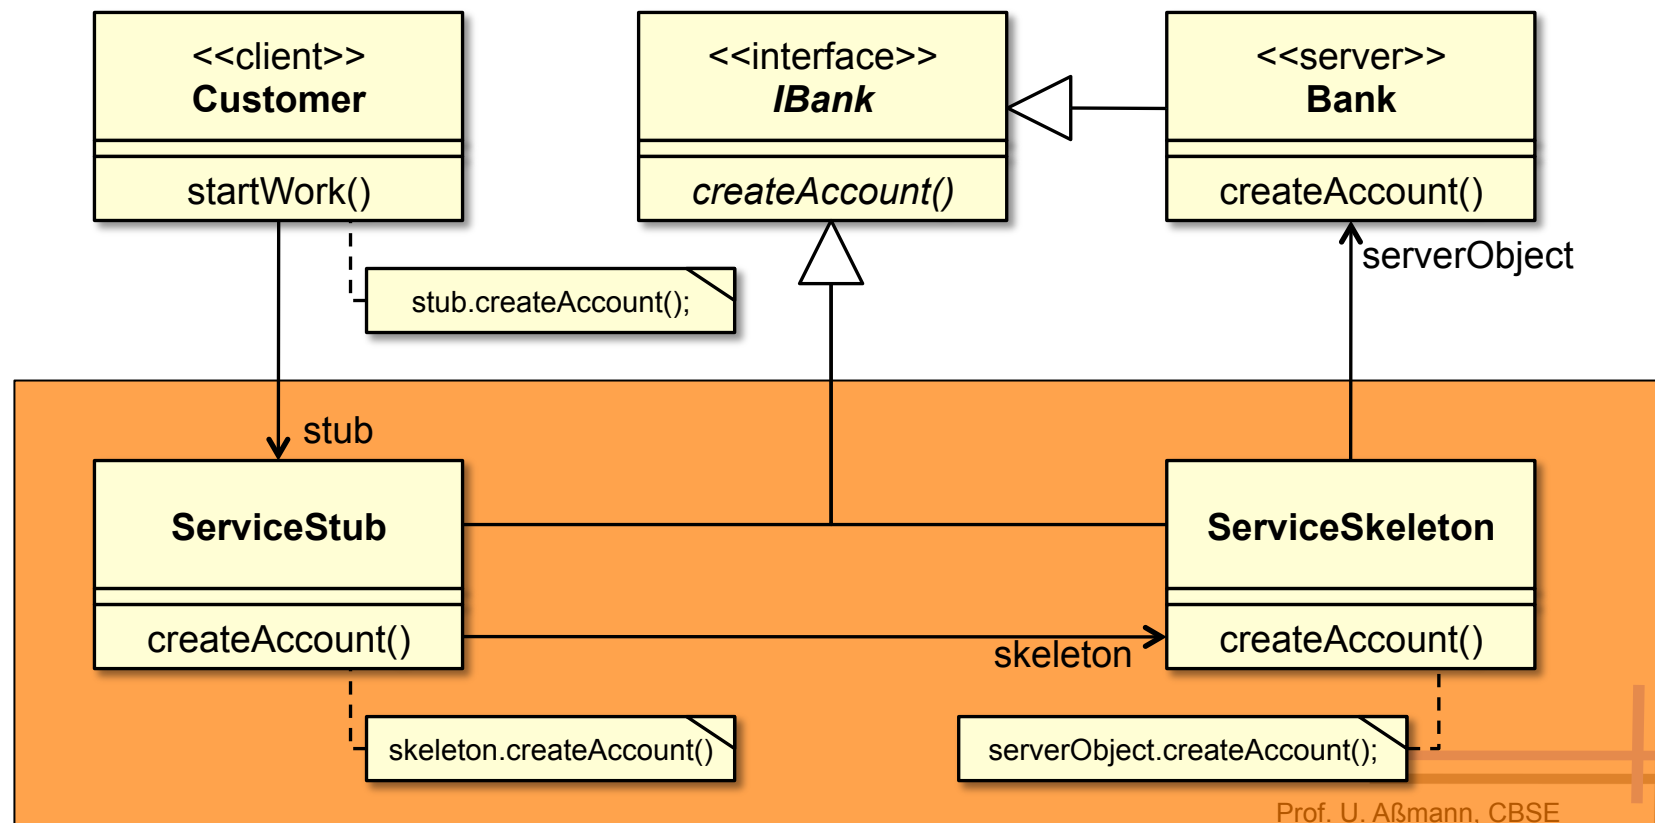 <<client>>
Customer
startWork()
<<interface>>
IBank
createAccount()
<<server>>
Bank
createAccount()
serverObject
stub.createAccount();
stub
ServiceStub
createAccount()
skeleton
ServiceSkeleton
createAccount()
skeleton.createAccount()
serverObject.createAccount();
Prof. U. Aßmann, CBSE